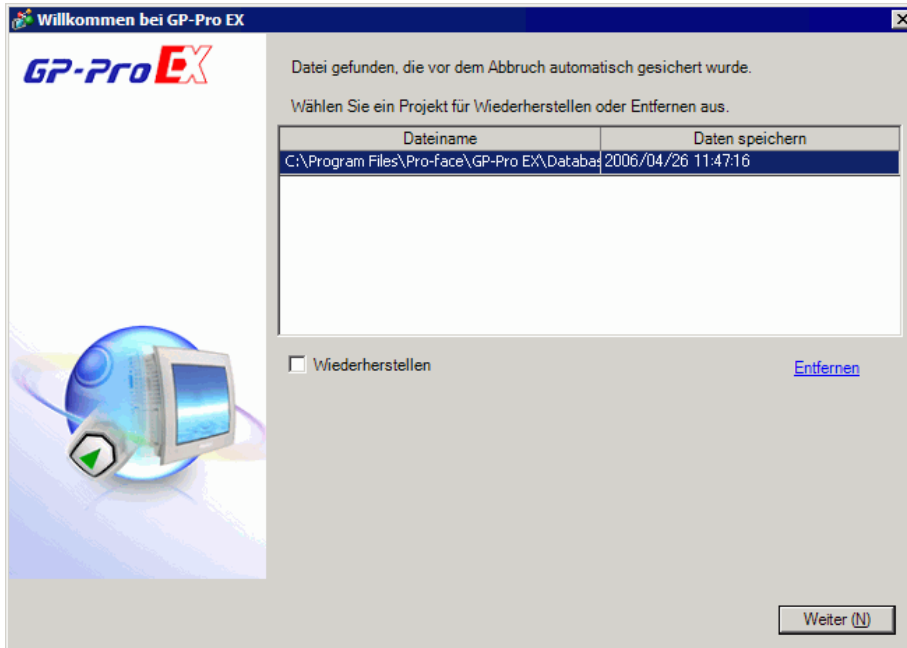 Willkommen bei GP-Pro EX
GP-Pro EX
Datei gefunden, die vor dem Abbruch automatisch gesichert wurde.
Wählen Sie ein Projekt für Wiederherstellen oder Entfernen aus.
Dateiname Daten speichern
C:\Program Files\Pro-face\GP-Pro EX\Databas 2006/04/26 11:47:16
Wiederherstellen Entfernen
Weiter (N)